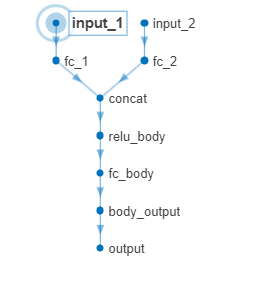 input_1 input_2
fc_1 fc_2
concat
relu_body
fc_body
body_output
output